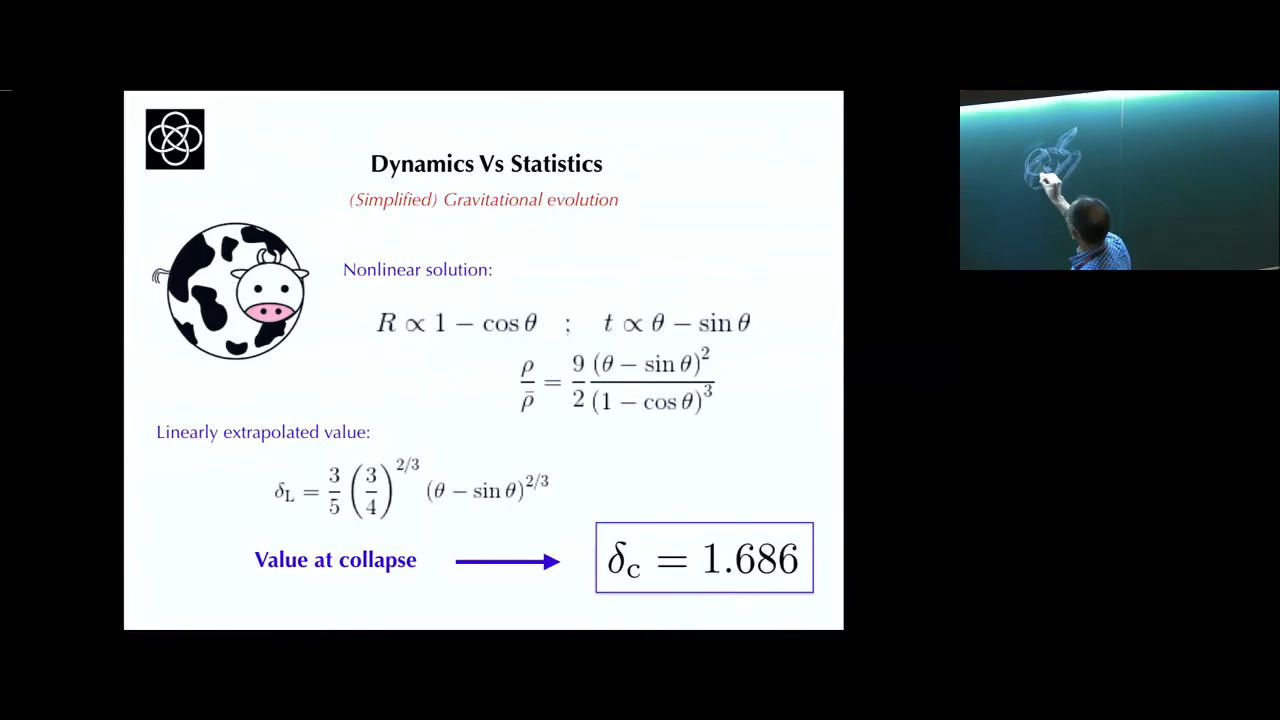 Dynamics Vs Statistics
(Simplified) Gravitational evolution
Nonlinear solution:
R ∝ 1 − cos θ ; t ∝ θ − sin θ
ρ/ρ̄ = 9/2 (θ − sin θ)²/(1 − cos θ)³
Linearly extrapolated value:
δ_L = 3/5 (3/4)^{2/3} (θ − sin θ)^{2/3}
Value at collapse
δ_c = 1.686